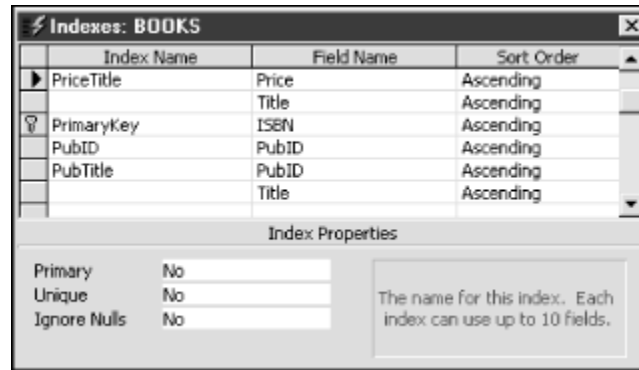 Indexes: BOOKS
Index Name Field Name Sort Order
PriceTitle Price Ascending
Title Ascending
PrimaryKey ISBN Ascending
PubID PubID Ascending
PubTitle PubID Ascending
Title Ascending
Index Properties
Primary No
Unique No
Ignore Nulls No
The name for this index. Each
index can use up to 10 fields.